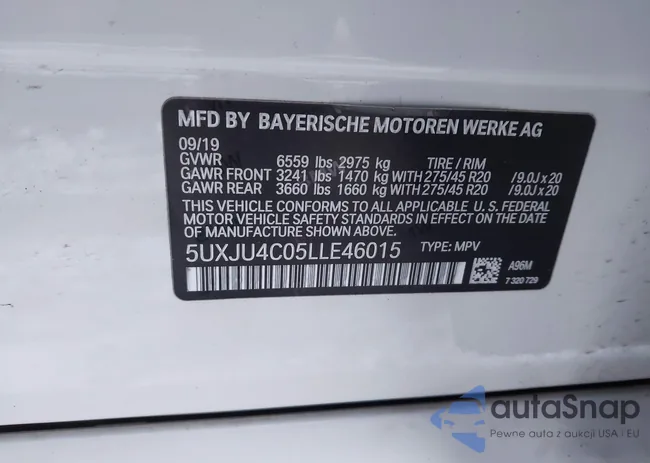 MFD BY BAYERISCHE MOTOREN WERKE AG
09/19
GVWR 6559 lbs 2975 kg TIRE / RIM
GAWR FRONT 3241 lbs 1470 kg WITH 275/45 R20 /9.0J x 20
GAWR REAR 3660 lbs 1660 kg WITH 275/45 R20 /9.0J x 20
THIS VEHICLE CONFORMS TO ALL APPLICABLE U. S. FEDERAL
MOTOR VEHICLE SAFETY STANDARDS IN EFFECT ON THE DATE
OF MANUFACTURE SHOWN ABOVE.
5UXJU4C05LLE46015 TYPE: MPV
A96M
7 320 729
autaSnap
Pewne auta z aukcji USA i EU